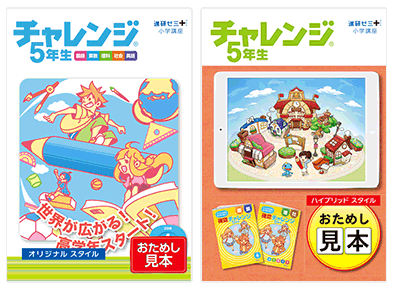 進研ゼミ+
小学講座
チャレンジ
5年生
国語 算数 理科 社会 英語
世界が広がる
高学年スタート!
オリジナル スタイル
おためし
見本
進研ゼミ+
小学講座
チャレンジ
5年生
ハイブリッド スタイル
おためし
見本